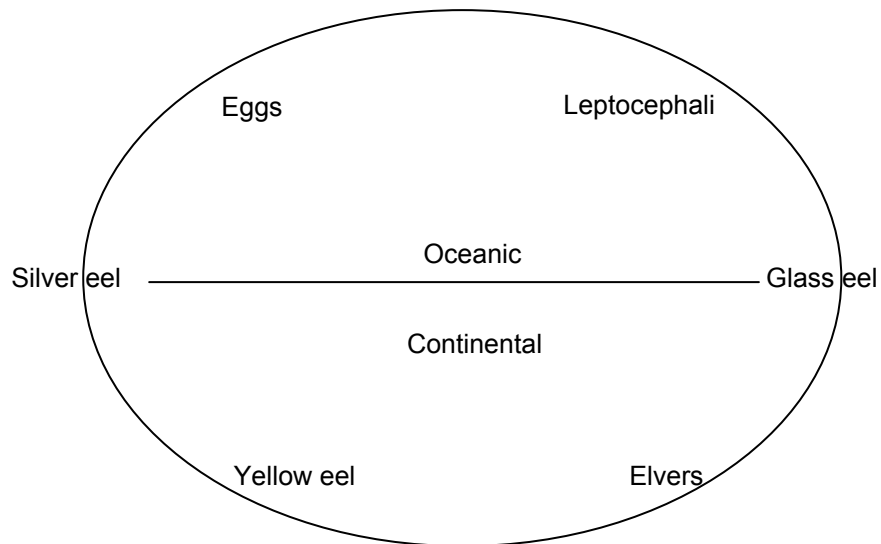 Eggs
Leptocephali
Oceanic
Silver eel
Glass eel
Continental
Yellow eel
Elvers